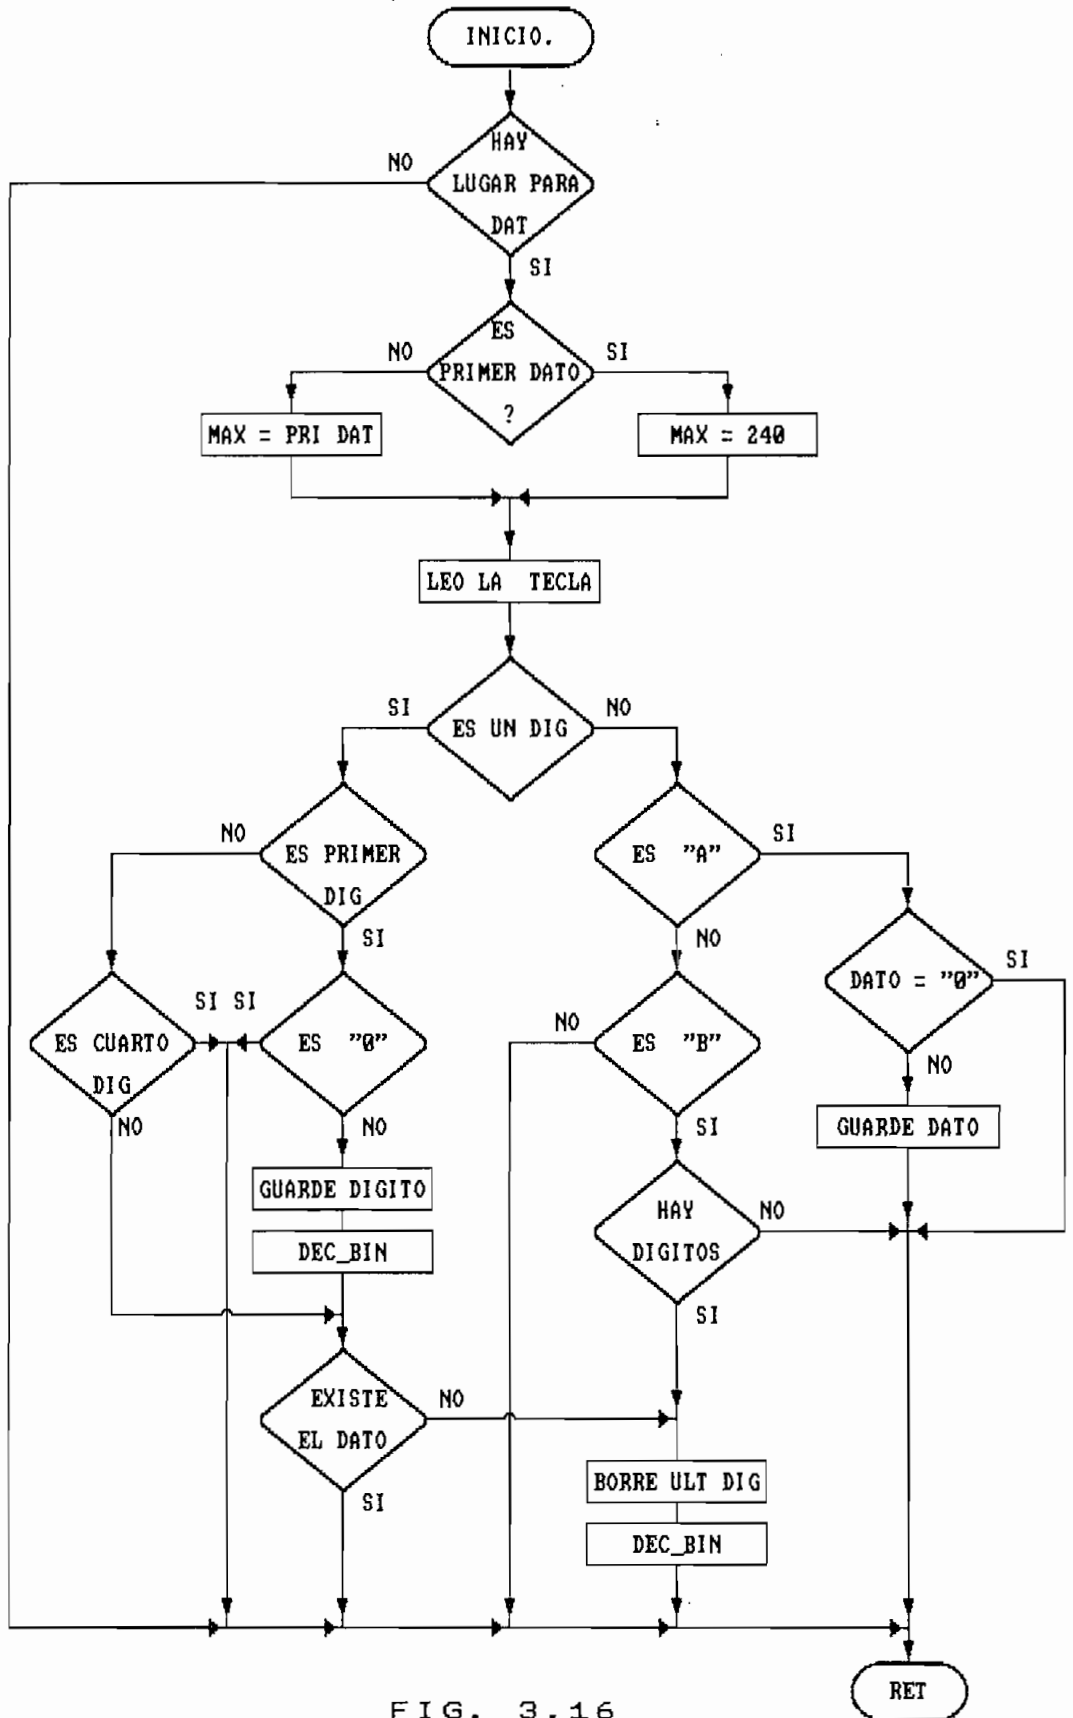 INICIO.
HAY
LUGAR PARA
DAT
NO
SI
ES
PRIMER DATO
?
NO
SI
MAX = PRI DAT
MAX = 240
LEO LA TECLA
ES UN DIG
SI
NO
ES PRIMER
DIG
NO
SI
ES "A"
SI
NO
DATO = "0"
SI
NO
ES CUARTO
DIG
SI SI
NO
ES "0"
NO
ES "B"
NO
SI
GUARDE DATO
GUARDE DIGITO
DEC_BIN
HAY
DIGITOS
NO
SI
EXISTE
EL DATO
NO
SI
BORRE ULT DIG
DEC_BIN
RET
FIG. 3.16